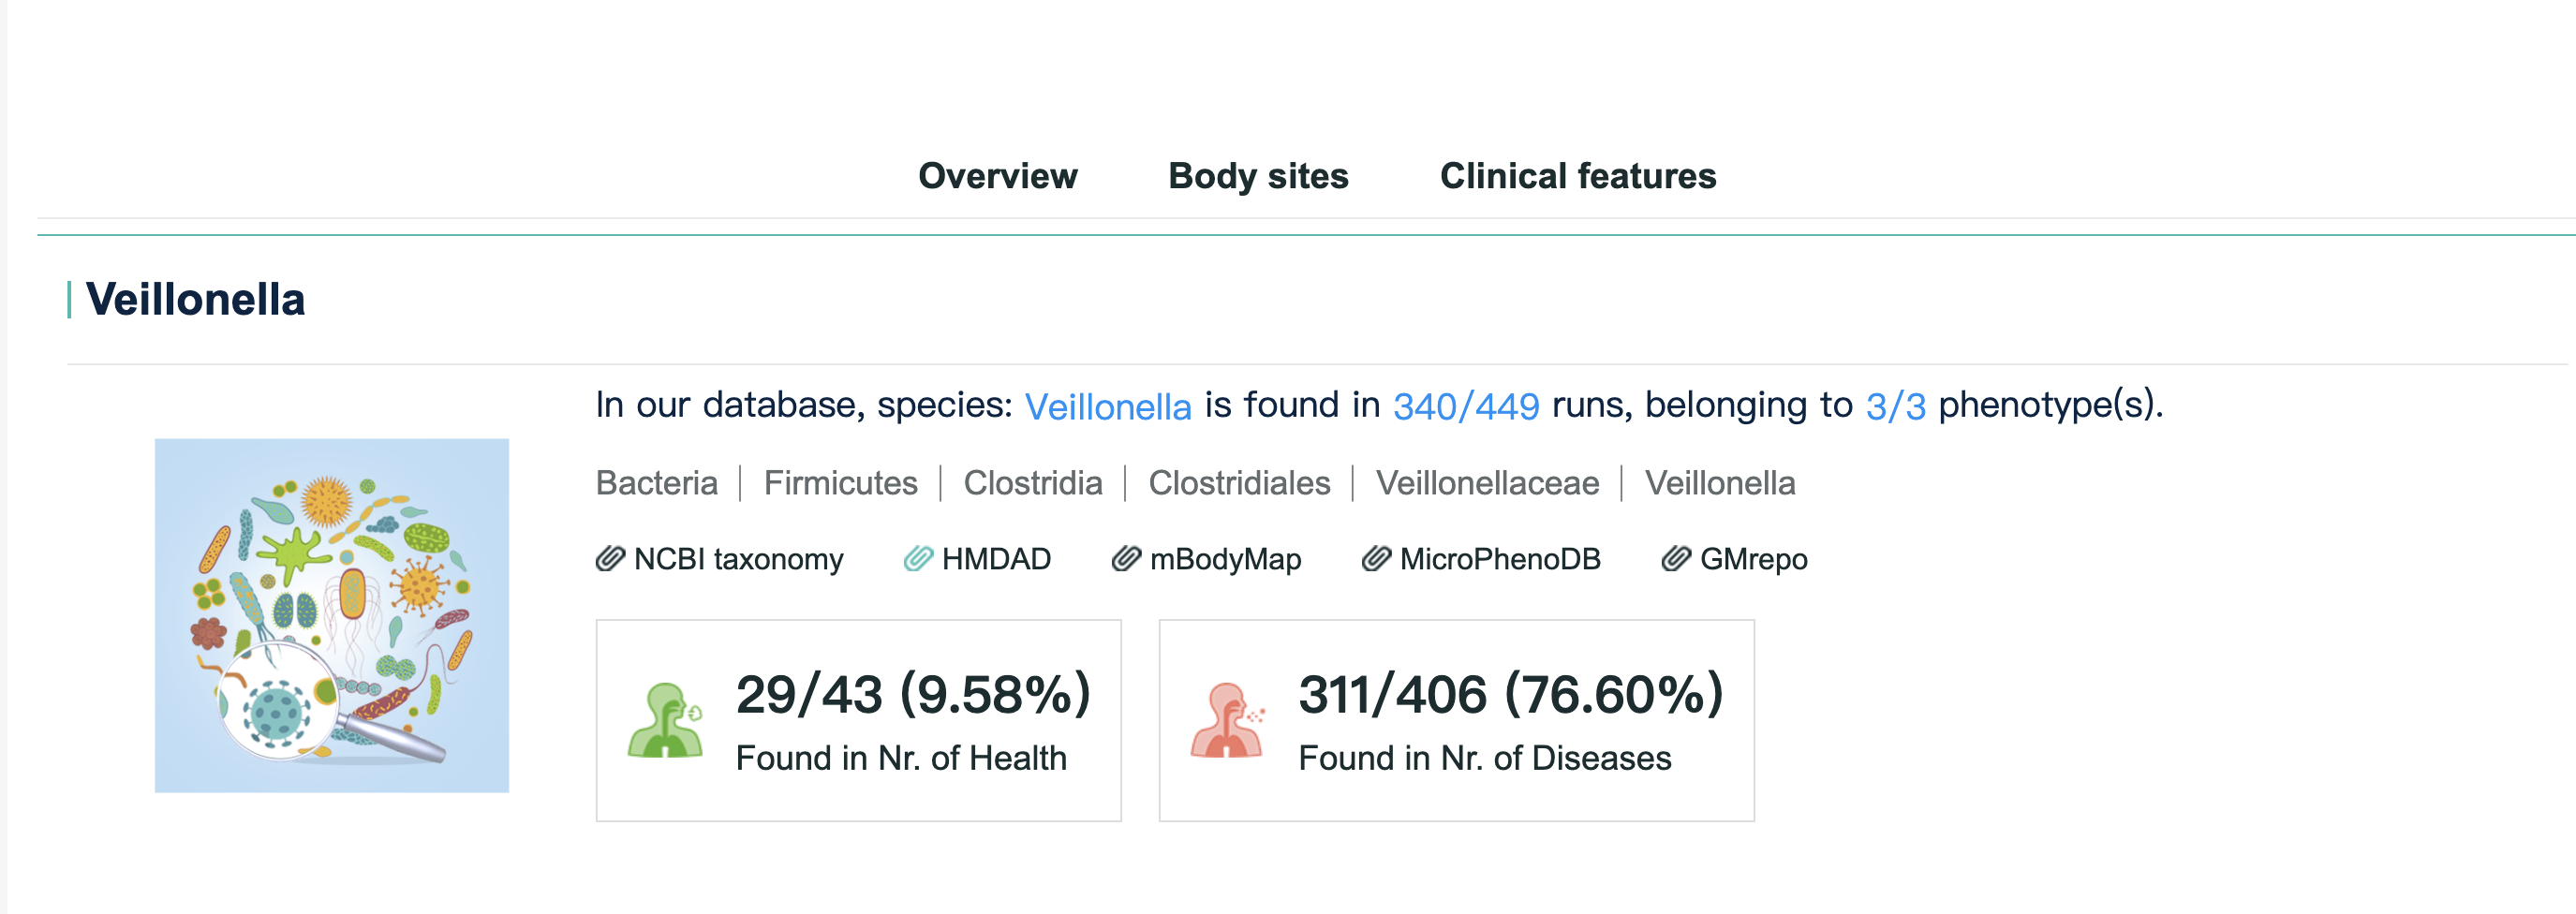 Overview Body sites Clinical features
Veillonella
In our database, species: Veillonella is found in 340/449 runs, belonging to 3/3 phenotype(s).
Bacteria | Firmicutes | Clostridia | Clostridiales | Veillonellaceae | Veillonella
NCBI taxonomy HMDAD mBodyMap MicroPhenoDB GMrepo
29/43 (9.58%) 311/406 (76.60%)
Found in Nr. of Health Found in Nr. of Diseases